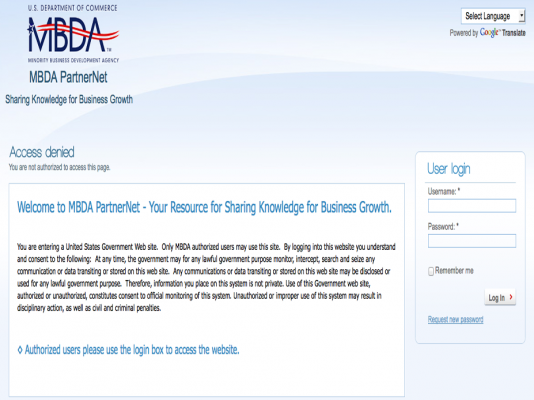 U.S. DEPARTMENT OF COMMERCE
MBDA™
MINORITY BUSINESS DEVELOPMENT AGENCY
MBDA PartnerNet
Sharing Knowledge for Business Growth
Select Language
Powered by Google™ Translate
Access denied
You are not authorized to access this page.
Welcome to MBDA PartnerNet - Your Resource for Sharing Knowledge for Business Growth.
You are entering a United States Government Web site. Only MBDA authorized users may use this site. By logging into this website you understand
and consent to the following: At any time, the government may for any lawful government purpose monitor, intercept, search and seize any
communication or data transiting or stored on this web site. Any communications or data transiting or stored on this web site may be disclosed or
used for any lawful government purpose. Therefore, information you place on this system is not private. Use of this Government web site,
authorized or unauthorized, constitutes consent to official monitoring of this system. Unauthorized or improper use of this system may result in
disciplinary action, as well as civil and criminal penalties.
◊ Authorized users please use the login box to access the website.
User login
Username: *
Password: *
Remember me
Log in
Request new password